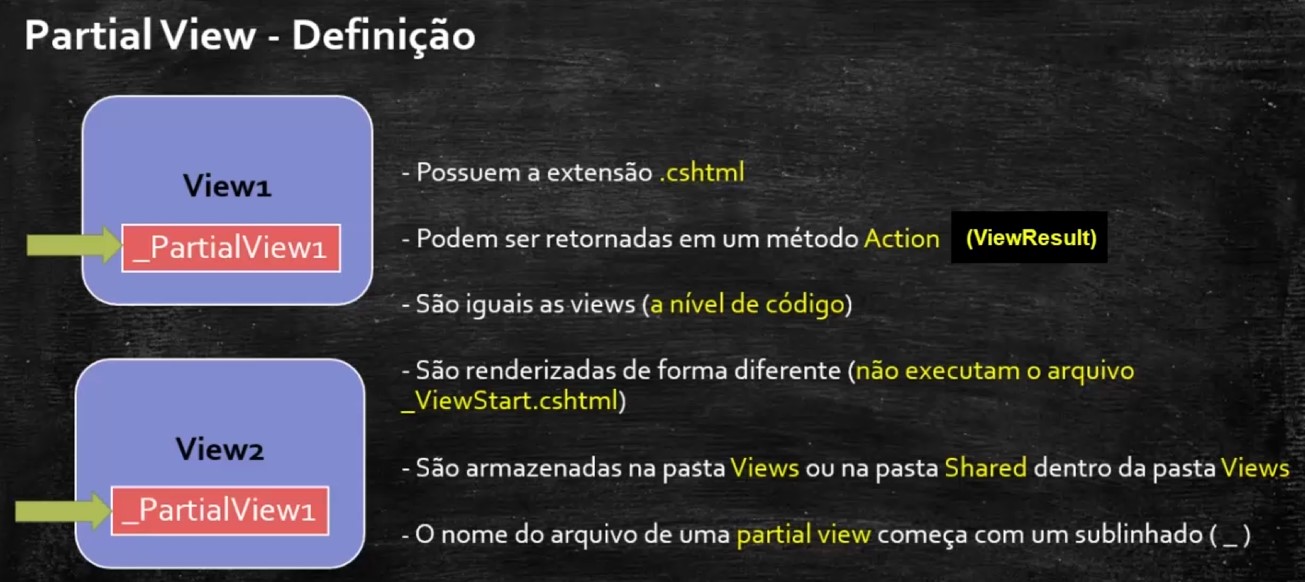 Partial View - Definição
View1
_PartialView1
- Possuem a extensão .cshtml
- Podem ser retornadas em um método Action (ViewResult)
- São iguais as views (a nível de código)
- São renderizadas de forma diferente (não executam o arquivo
_ViewStart.cshtml)
View2
_PartialView1
- São armazenadas na pasta Views ou na pasta Shared dentro da pasta Views
- O nome do arquivo de uma partial view começa com um sublinhado ( _ )